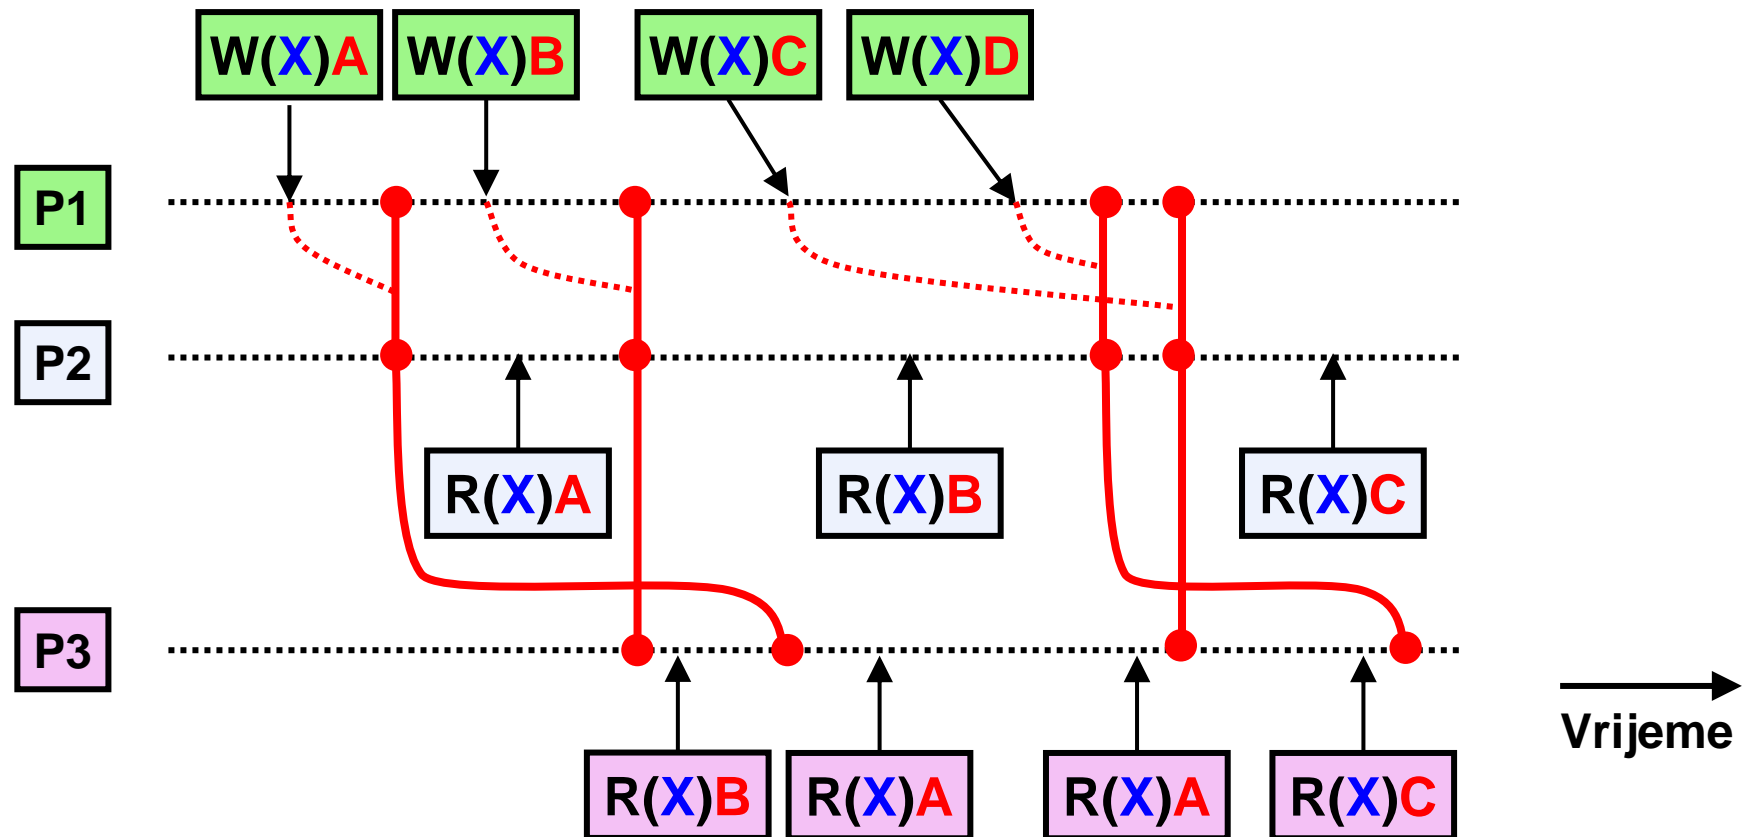 W(X)A W(X)B W(X)C W(X)D
P1
P2
R(X)A R(X)B R(X)C
P3
Vrijeme
R(X)B R(X)A R(X)A R(X)C